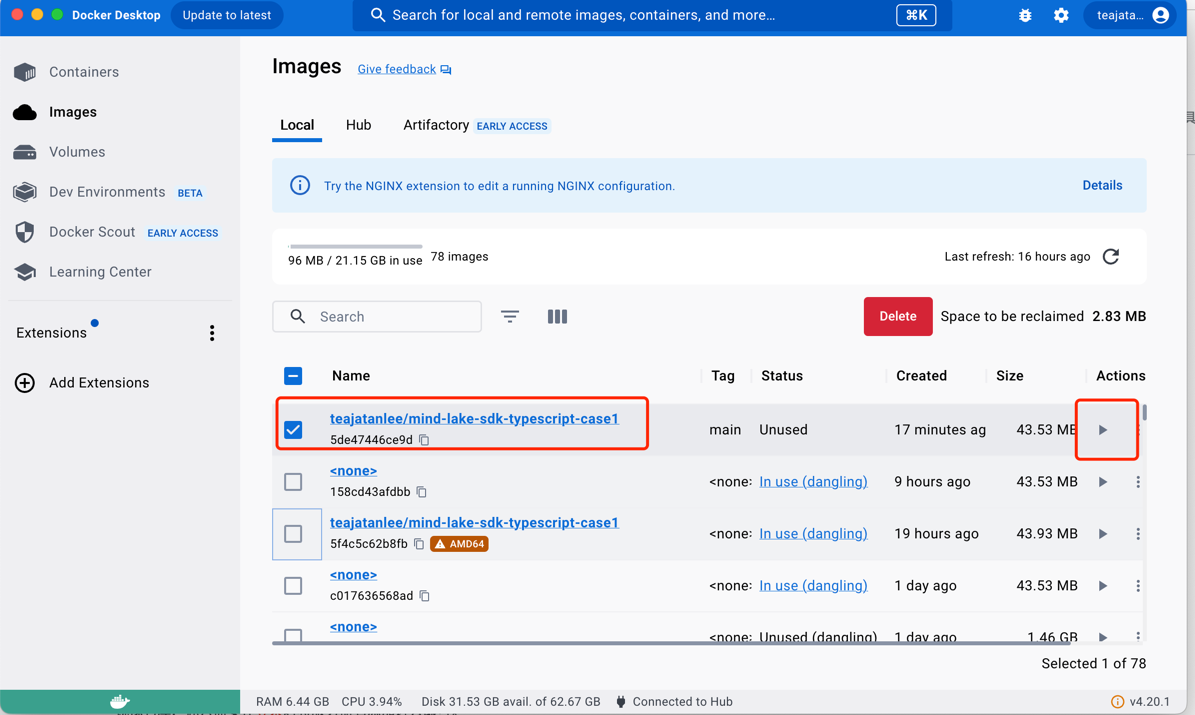 Docker Desktop Update to latest Search for local and remote images, containers, and more... ⌘K teajata...
Containers
Images
Volumes
Dev Environments BETA
Docker Scout EARLY ACCESS
Learning Center
Extensions
Add Extensions
Images Give feedback
Local Hub Artifactory EARLY ACCESS
Try the NGINX extension to edit a running NGINX configuration. Details
96 MB / 21.15 GB in use 78 images Last refresh: 16 hours ago
Search Delete Space to be reclaimed 2.83 MB
Name Tag Status Created Size Actions
teajatanlee/mind-lake-sdk-typescript-case1
5de47446ce9d main Unused 17 minutes ag 43.53 MB
<none>
158cd43afdbb <none: In use (dangling) 9 hours ago 43.53 MB
teajatanlee/mind-lake-sdk-typescript-case1
5f4c5c62b8fb AMD64 <none: In use (dangling) 19 hours ago 43.93 MB
<none>
c017636568ad <none: In use (dangling) 1 day ago 43.53 MB
<none>
<none: Unused (dangling) 1 day ago 1.46 GB
Selected 1 of 78
RAM 6.44 GB CPU 3.94% Disk 31.53 GB avail. of 62.67 GB Connected to Hub v4.20.1